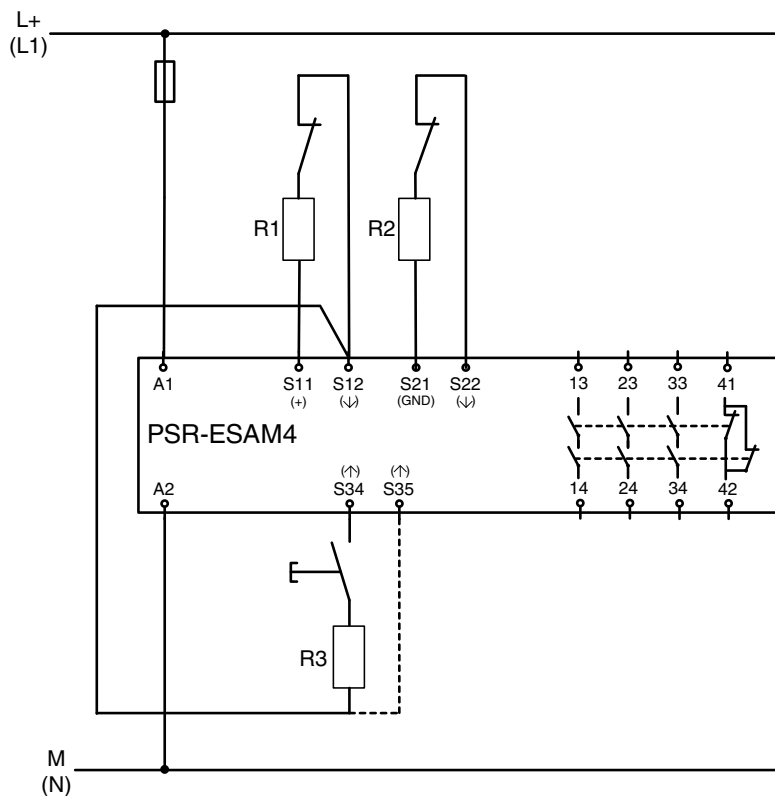 L+
(L1)
R1
R2
A1
S11
(+)
S12
(↓)
S21
(GND)
S22
(↓)
13
23
33
41
PSR-ESAM4
A2
(↑)
S34
(↑)
S35
14
24
34
42
R3
M
(N)